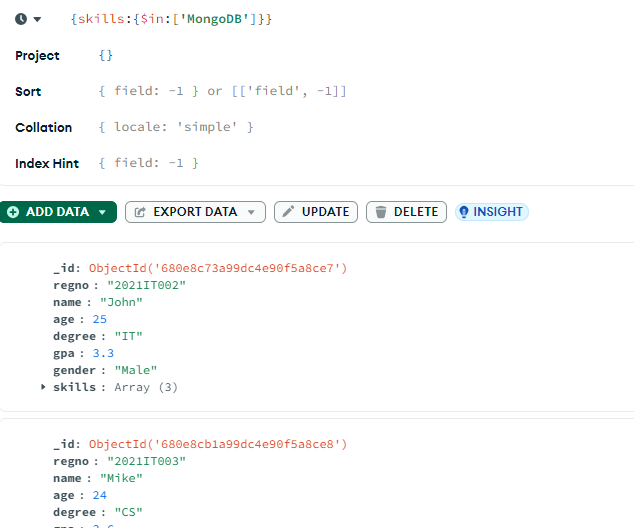 {skills:{$in:['MongoDB']}}
Project {}
Sort { field: -1 } or [['field', -1]]
Collation { locale: 'simple' }
Index Hint { field: -1 }
ADD DATA EXPORT DATA UPDATE DELETE INSIGHT
_id: ObjectId('680e8c73a99dc4e90f5a8ce7')
regno : "2021IT002"
name : "John"
age : 25
degree : "IT"
gpa : 3.3
gender : "Male"
skills : Array (3)
_id: ObjectId('680e8cb1a99dc4e90f5a8ce8')
regno : "2021IT003"
name : "Mike"
age : 24
degree : "CS"